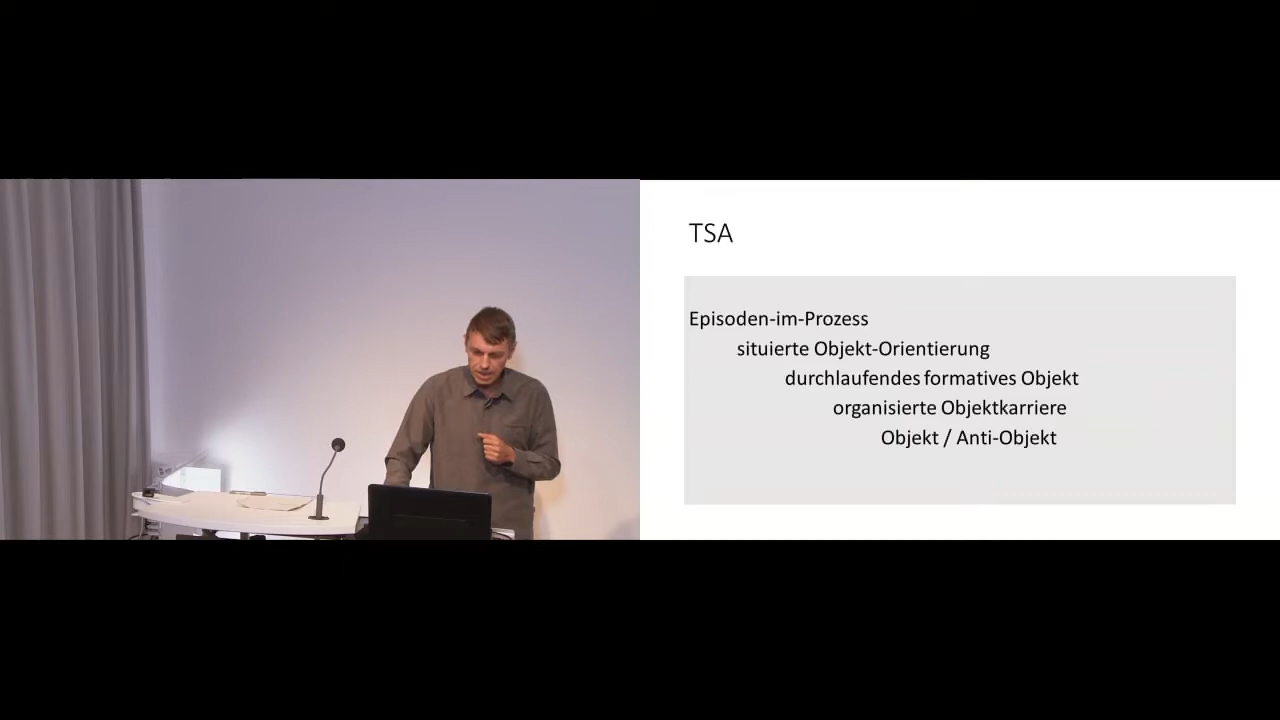 TSA
Episoden-im-Prozess
situierte Objekt-Orientierung
durchlaufendes formatives Objekt
organisierte Objektkarriere
Objekt / Anti-Objekt